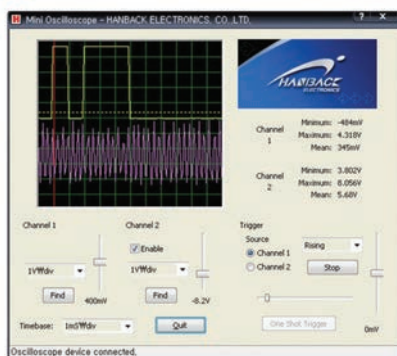 Mini Oscilloscope - HANBACK ELECTRONICS, CO.,LTD.
HANBACK
ELECTRONICS
Channel 1
Minimum: -484mV
Maximum: 4.318V
Mean: 345mV
Channel 2
Minimum: 3.802V
Maximum: 8.056V
Mean: 5.68V
Channel 1
1V₩div
Find
400mV
Channel 2
Enable
1V₩div
Find
-8.2V
Trigger
Source
Channel 1
Channel 2
Rising
Stop
One Shot Trigger
0mV
Timebase:
1mS₩div
Quit
Oscilloscope device connected.